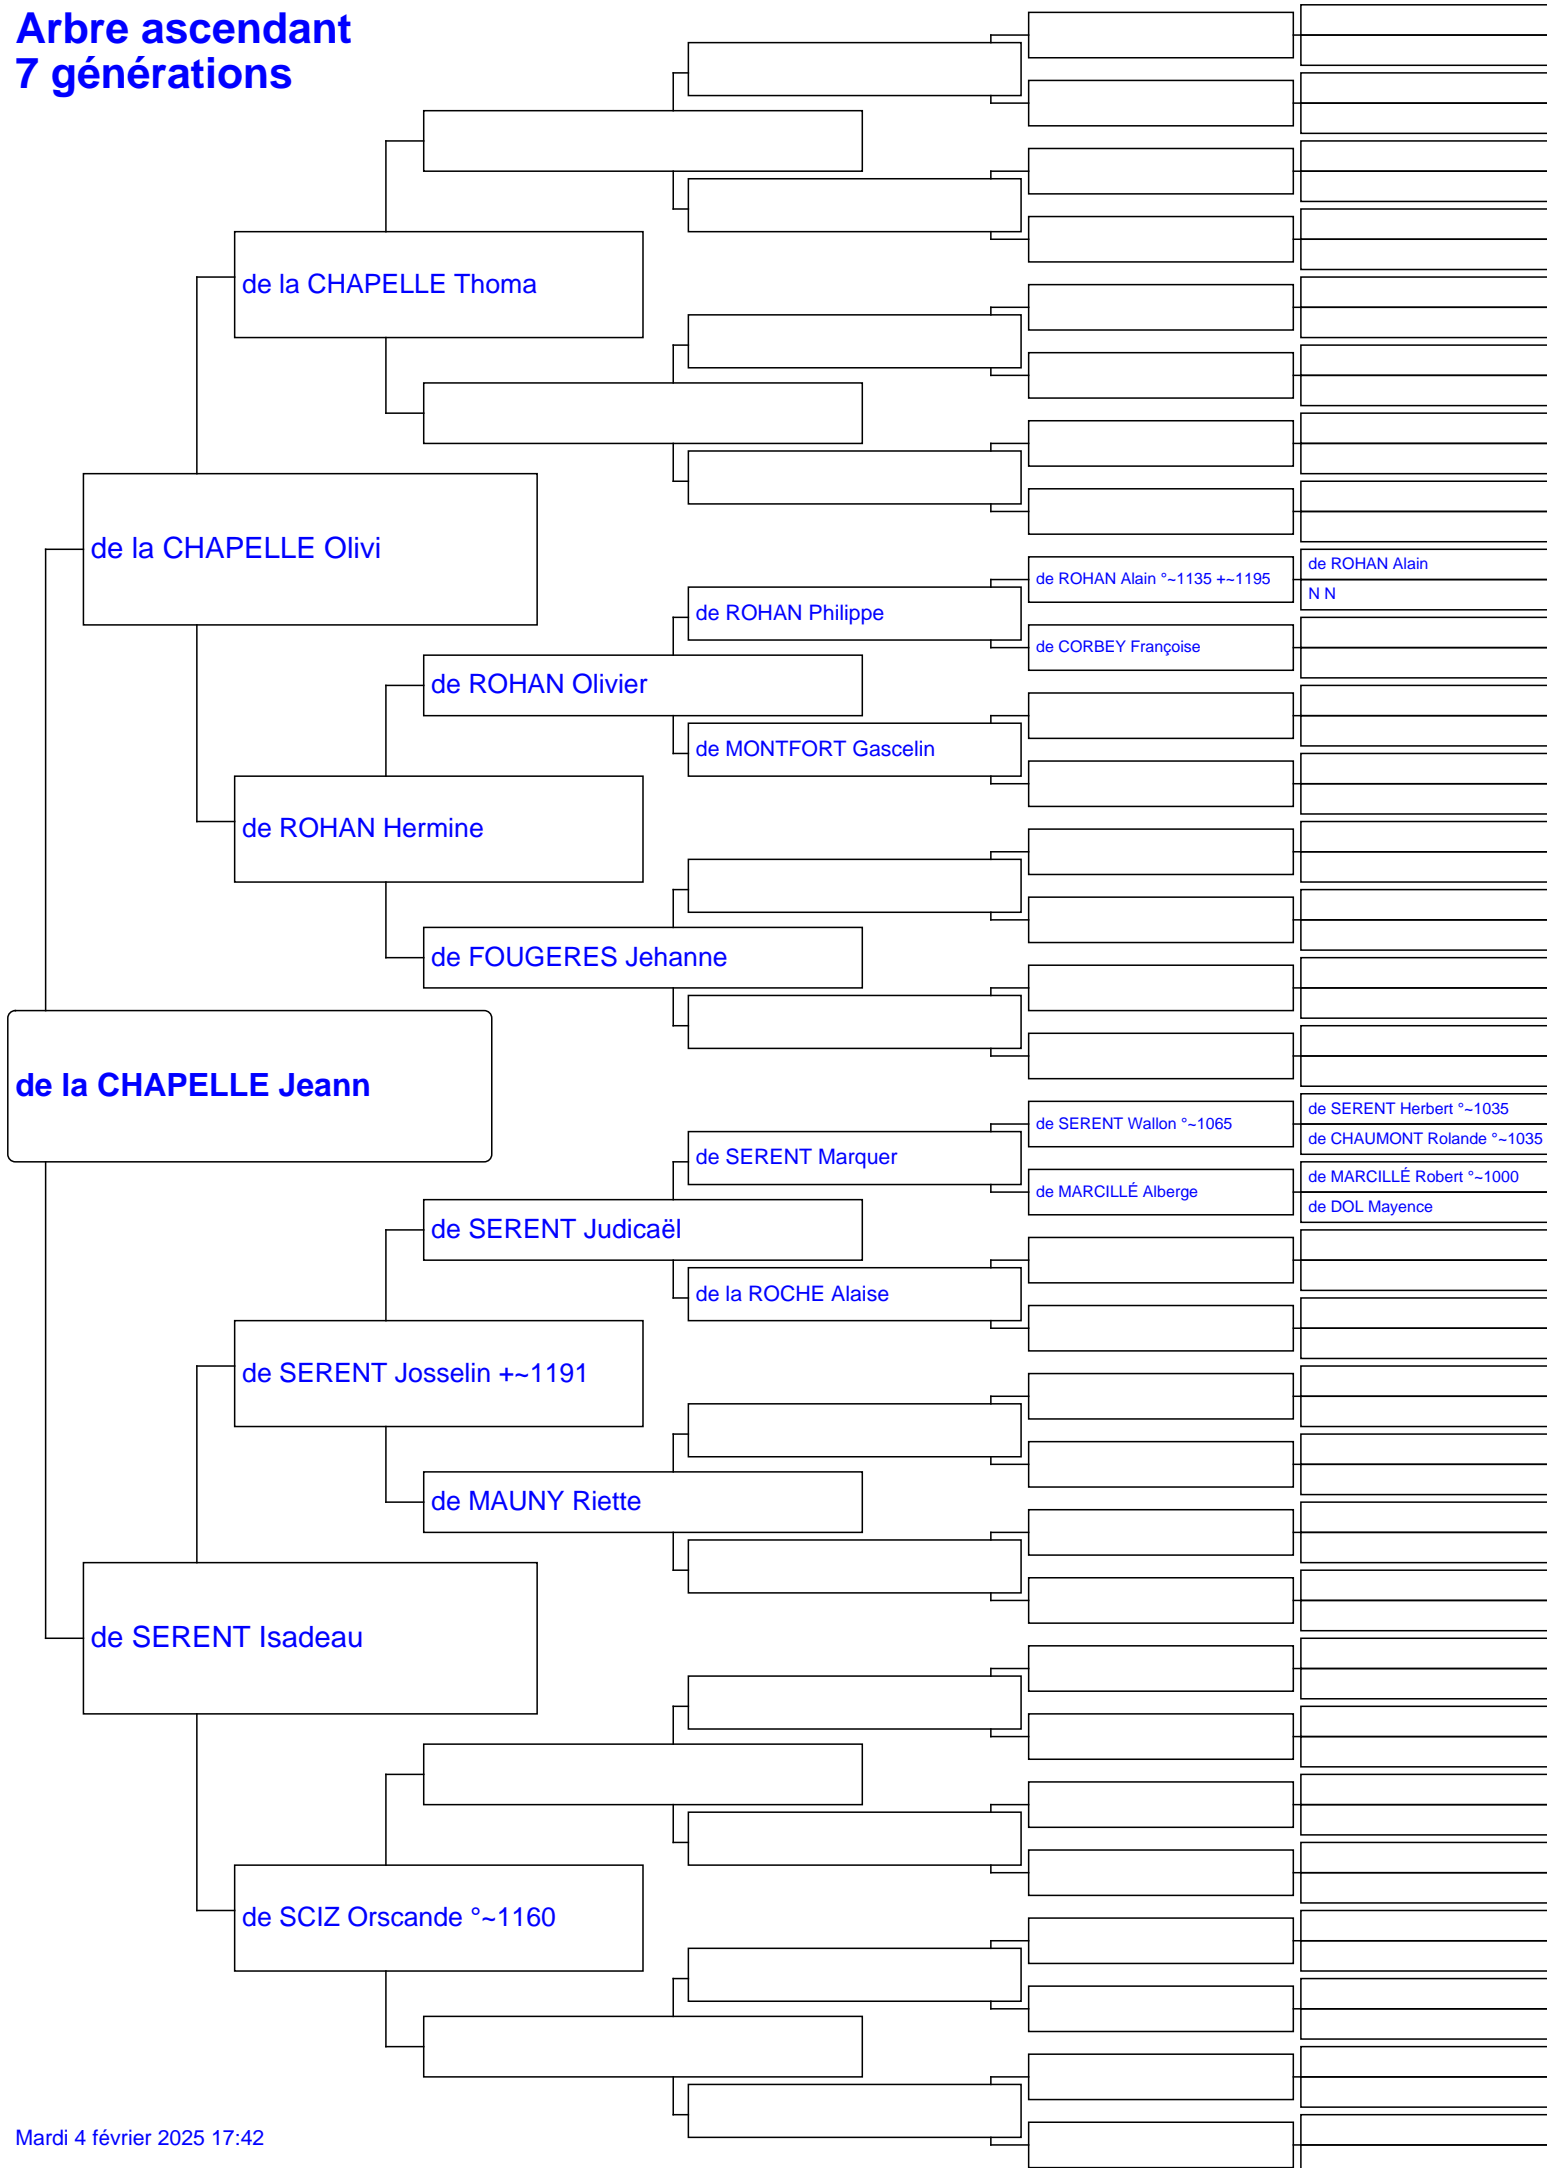 Arbre ascendant
7 générations
de la CHAPELLE Thoma
de la CHAPELLE Olivi
de ROHAN Alain °~1135 +~1195
de ROHAN Alain
N N
de ROHAN Philippe
de CORBEY Françoise
de ROHAN Olivier
de MONTFORT Gascelin
de ROHAN Hermine
de FOUGERES Jehanne
de la CHAPELLE Jeann
de SERENT Wallon °~1065
de SERENT Herbert °~1035
de CHAUMONT Rolande °~1035
de SERENT Marquer
de MARCILLÉ Alberge
de MARCILLÉ Robert °~1000
de DOL Mayence
de SERENT Judicaël
de la ROCHE Alaise
de SERENT Josselin +~1191
de MAUNY Riette
de SERENT Isadeau
de SCIZ Orscande °~1160
Mardi 4 février 2025 17:42